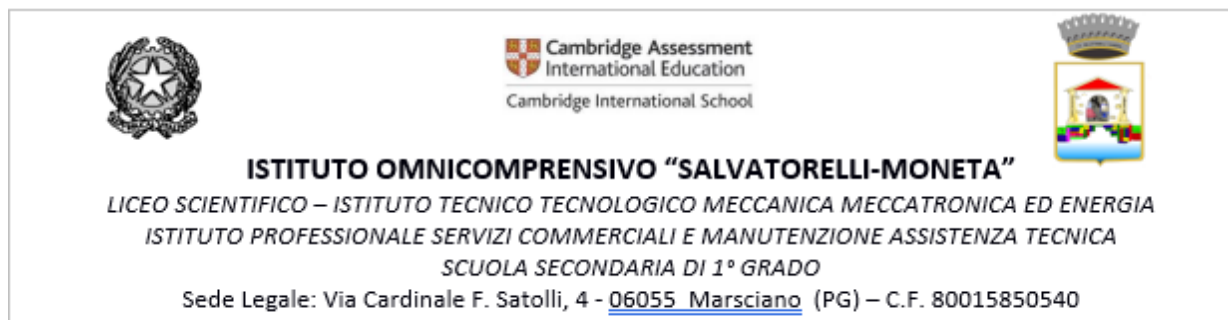 Cambridge Assessment
International Education
Cambridge International School
ISTITUTO OMNICOMPRENSIVO “SALVATORELLI-MONETA”
LICEO SCIENTIFICO – ISTITUTO TECNICO TECNOLOGICO MECCANICA MECCATRONICA ED ENERGIA
ISTITUTO PROFESSIONALE SERVIZI COMMERCIALI E MANUTENZIONE ASSISTENZA TECNICA
SCUOLA SECONDARIA DI 1° GRADO
Sede Legale: Via Cardinale F. Satolli, 4 - 06055 Marsciano (PG) – C.F. 80015850540